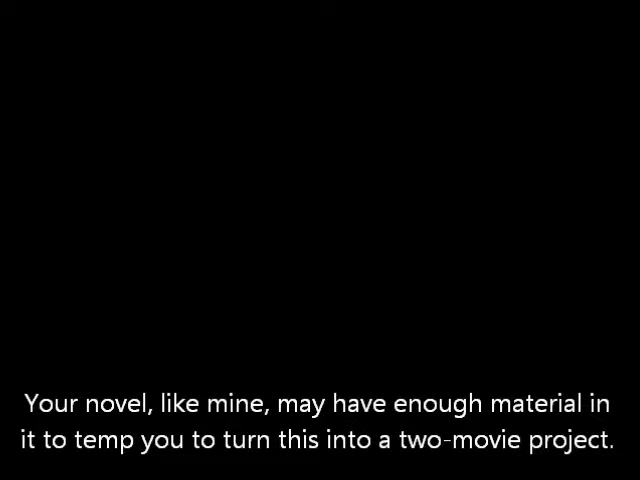 Your novel, like mine, may have enough material in
it to temp you to turn this into a two-movie project.